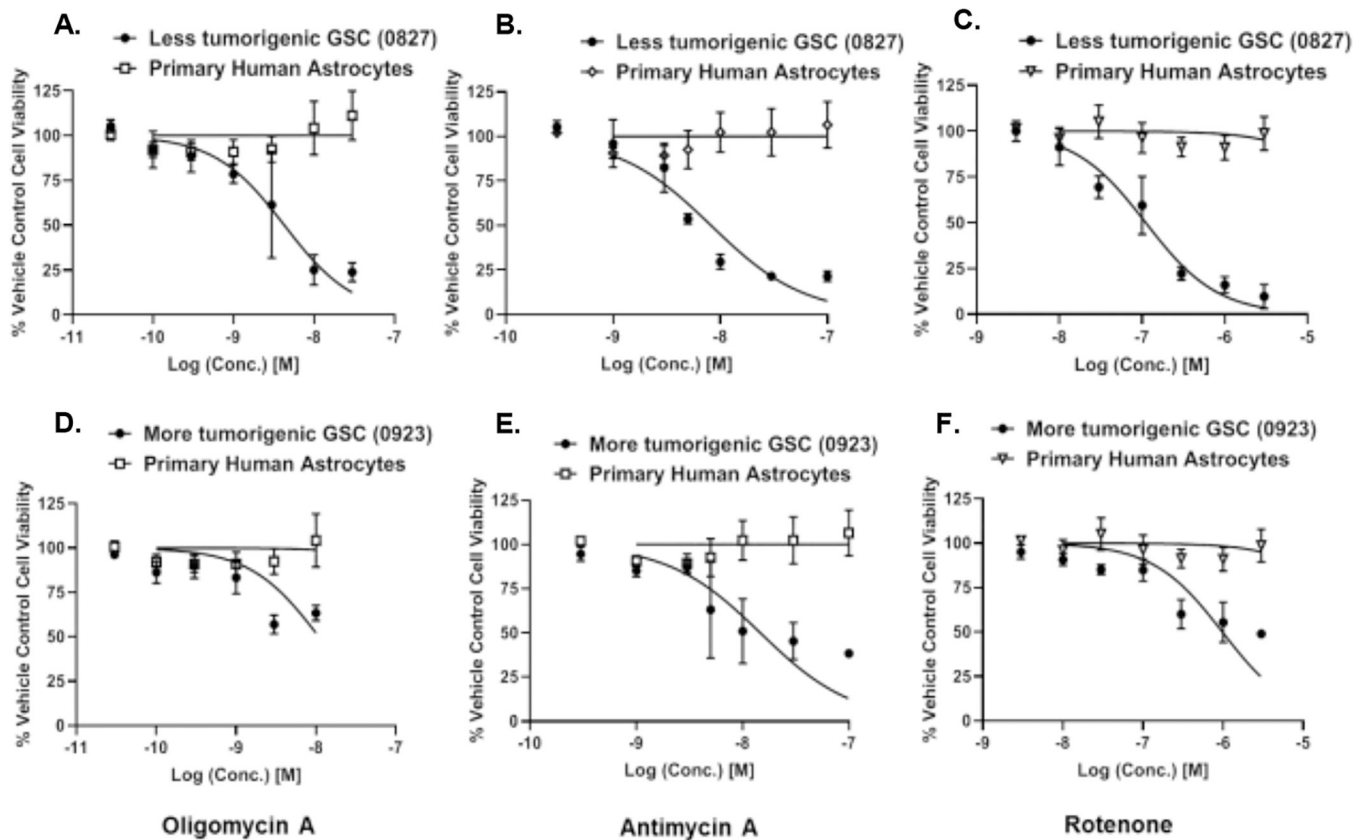 A.
Less tumorigenic GSC (0827)
Primary Human Astrocytes
% Vehicle Control Cell Viability
125
100
75
50
25
0
-11
-10
-9
-8
-7
Log (Conc.) [M]
B.
Less tumorigenic GSC (0827)
Primary Human Astrocytes
% Vehicle Control Cell Viability
125
100
75
50
25
0
-10
-9
-8
-7
Log (Conc.) [M]
C.
Less tumorigenic GSC (0827)
Primary Human Astrocytes
% Vehicle Control Cell Viability
125
100
75
50
25
0
-9
-8
-7
-6
-5
Log (Conc.) [M]
D.
More tumorigenic GSC (0923)
Primary Human Astrocytes
% Vehicle Control Cell Viability
125
100
75
50
25
0
-11
-10
-9
-8
-7
Log (Conc.) [M]
Oligomycin A
E.
More tumorigenic GSC (0923)
Primary Human Astrocytes
% Vehicle Control Cell Viability
125
100
75
50
25
0
-10
-9
-8
-7
Log (Conc.) [M]
Antimycin A
F.
More tumorigenic GSC (0923)
Primary Human Astrocytes
% Vehicle Control Cell Viability
125
100
75
50
25
0
-9
-8
-7
-6
-5
Log (Conc.) [M]
Rotenone